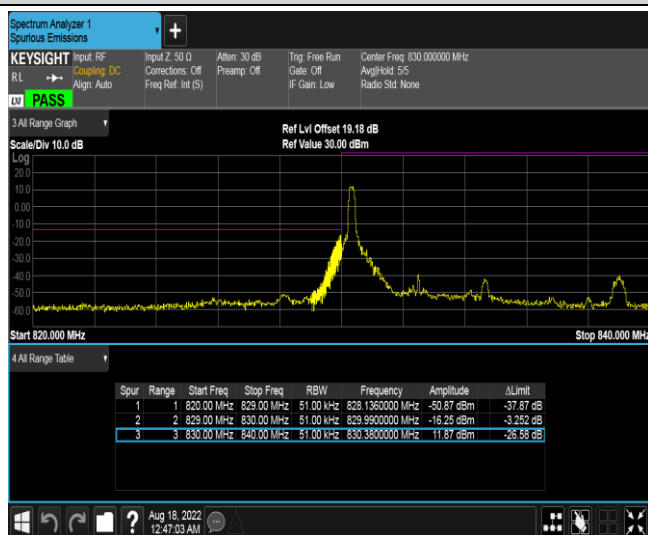 Spectrum Analyzer 1
Spurious Emissions
KEYSIGHT Input: RF Input Z: 50 Ω Atten: 30 dB Trig: Free Run Center Freq: 830.000000 MHz
RL Coupling: DC Corrections: Off Preamp: Off Gate: Off Avg|Hold: 5/5
Align: Auto Freq Ref: Int (S) IF Gain: Low Radio Std: None
LXI PASS
3 All Range Graph
Ref Lvl Offset 19.18 dB
Scale/Div 10.0 dB Ref Value 30.00 dBm
Log
20.0
10.0
0.00
-10.0
-20.0
-30.0
-40.0
-50.0
-60.0
Start 820.000 MHz Stop 840.000 MHz
4 All Range Table
Spur Range Start Freq Stop Freq RBW Frequency Amplitude ΔLimit
1 1 820.00 MHz 829.00 MHz 51.00 kHz 828.1360000 MHz -50.87 dBm -37.87 dB
2 2 829.00 MHz 830.00 MHz 51.00 kHz 829.9900000 MHz -16.25 dBm -3.252 dB
3 3 830.00 MHz 840.00 MHz 51.00 kHz 830.3800000 MHz 11.87 dBm -26.58 dB
? Aug 18, 2022
12:47:03 AM